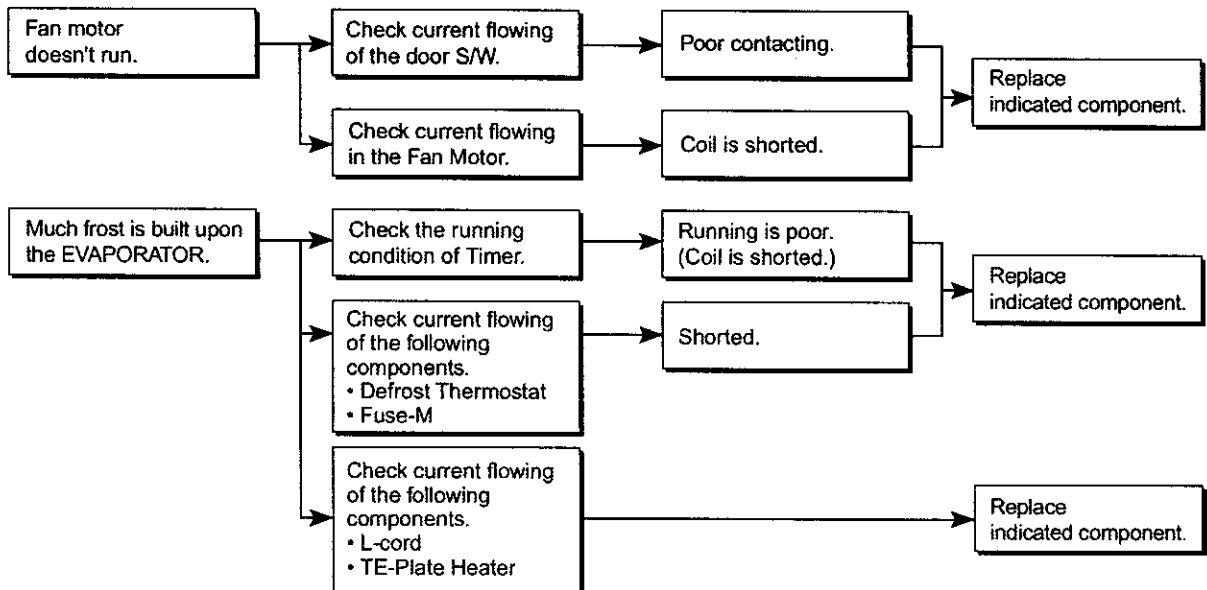 Fan motor
doesn't run.
Check current flowing
of the door S/W.
Poor contacting.
Replace
indicated component.
Check current flowing
in the Fan Motor.
Coil is shorted.
Much frost is built upon
the EVAPORATOR.
Check the running
condition of Timer.
Running is poor.
(Coil is shorted.)
Replace
indicated component.
Check current flowing
of the following
components.
• Defrost Thermostat
• Fuse-M
Shorted.
Check current flowing
of the following
components.
• L-cord
• TE-Plate Heater
Replace
indicated component.